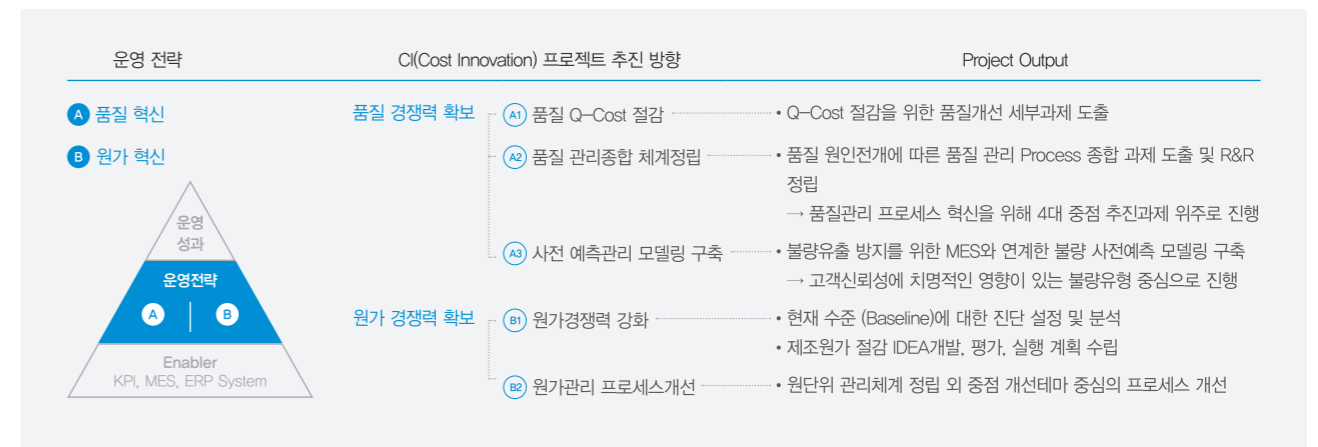 운영 전략
CI(Cost Innovation) 프로젝트 추진 방향
Project Output
A 품질 혁신
B 원가 혁신
운영
성과
운영전략
A B
Enabler
KPI, MES, ERP System
품질 경쟁력 확보
A1 품질 Q-Cost 절감
• Q-Cost 절감을 위한 품질개선 세부과제 도출
A2 품질 관리종합 체계정립
• 품질 원인전개에 따른 품질 관리 Process 종합 과제 도출 및 R&R
정립
→ 품질관리 프로세스 혁신을 위해 4대 중점 추진과제 위주로 진행
A3 사전 예측관리 모델링 구축
• 불량유출 방지를 위한 MES와 연계한 불량 사전예측 모델링 구축
→ 고객신뢰성에 치명적인 영향이 있는 불량유형 중심으로 진행
원가 경쟁력 확보
B1 원가경쟁력 강화
• 현재 수준 (Baseline)에 대한 진단 설정 및 분석
• 제조원가 절감 IDEA개발, 평가, 실행 계획 수립
B2 원가관리 프로세스개선
• 원단위 관리체계 정립 외 중점 개선테마 중심의 프로세스 개선